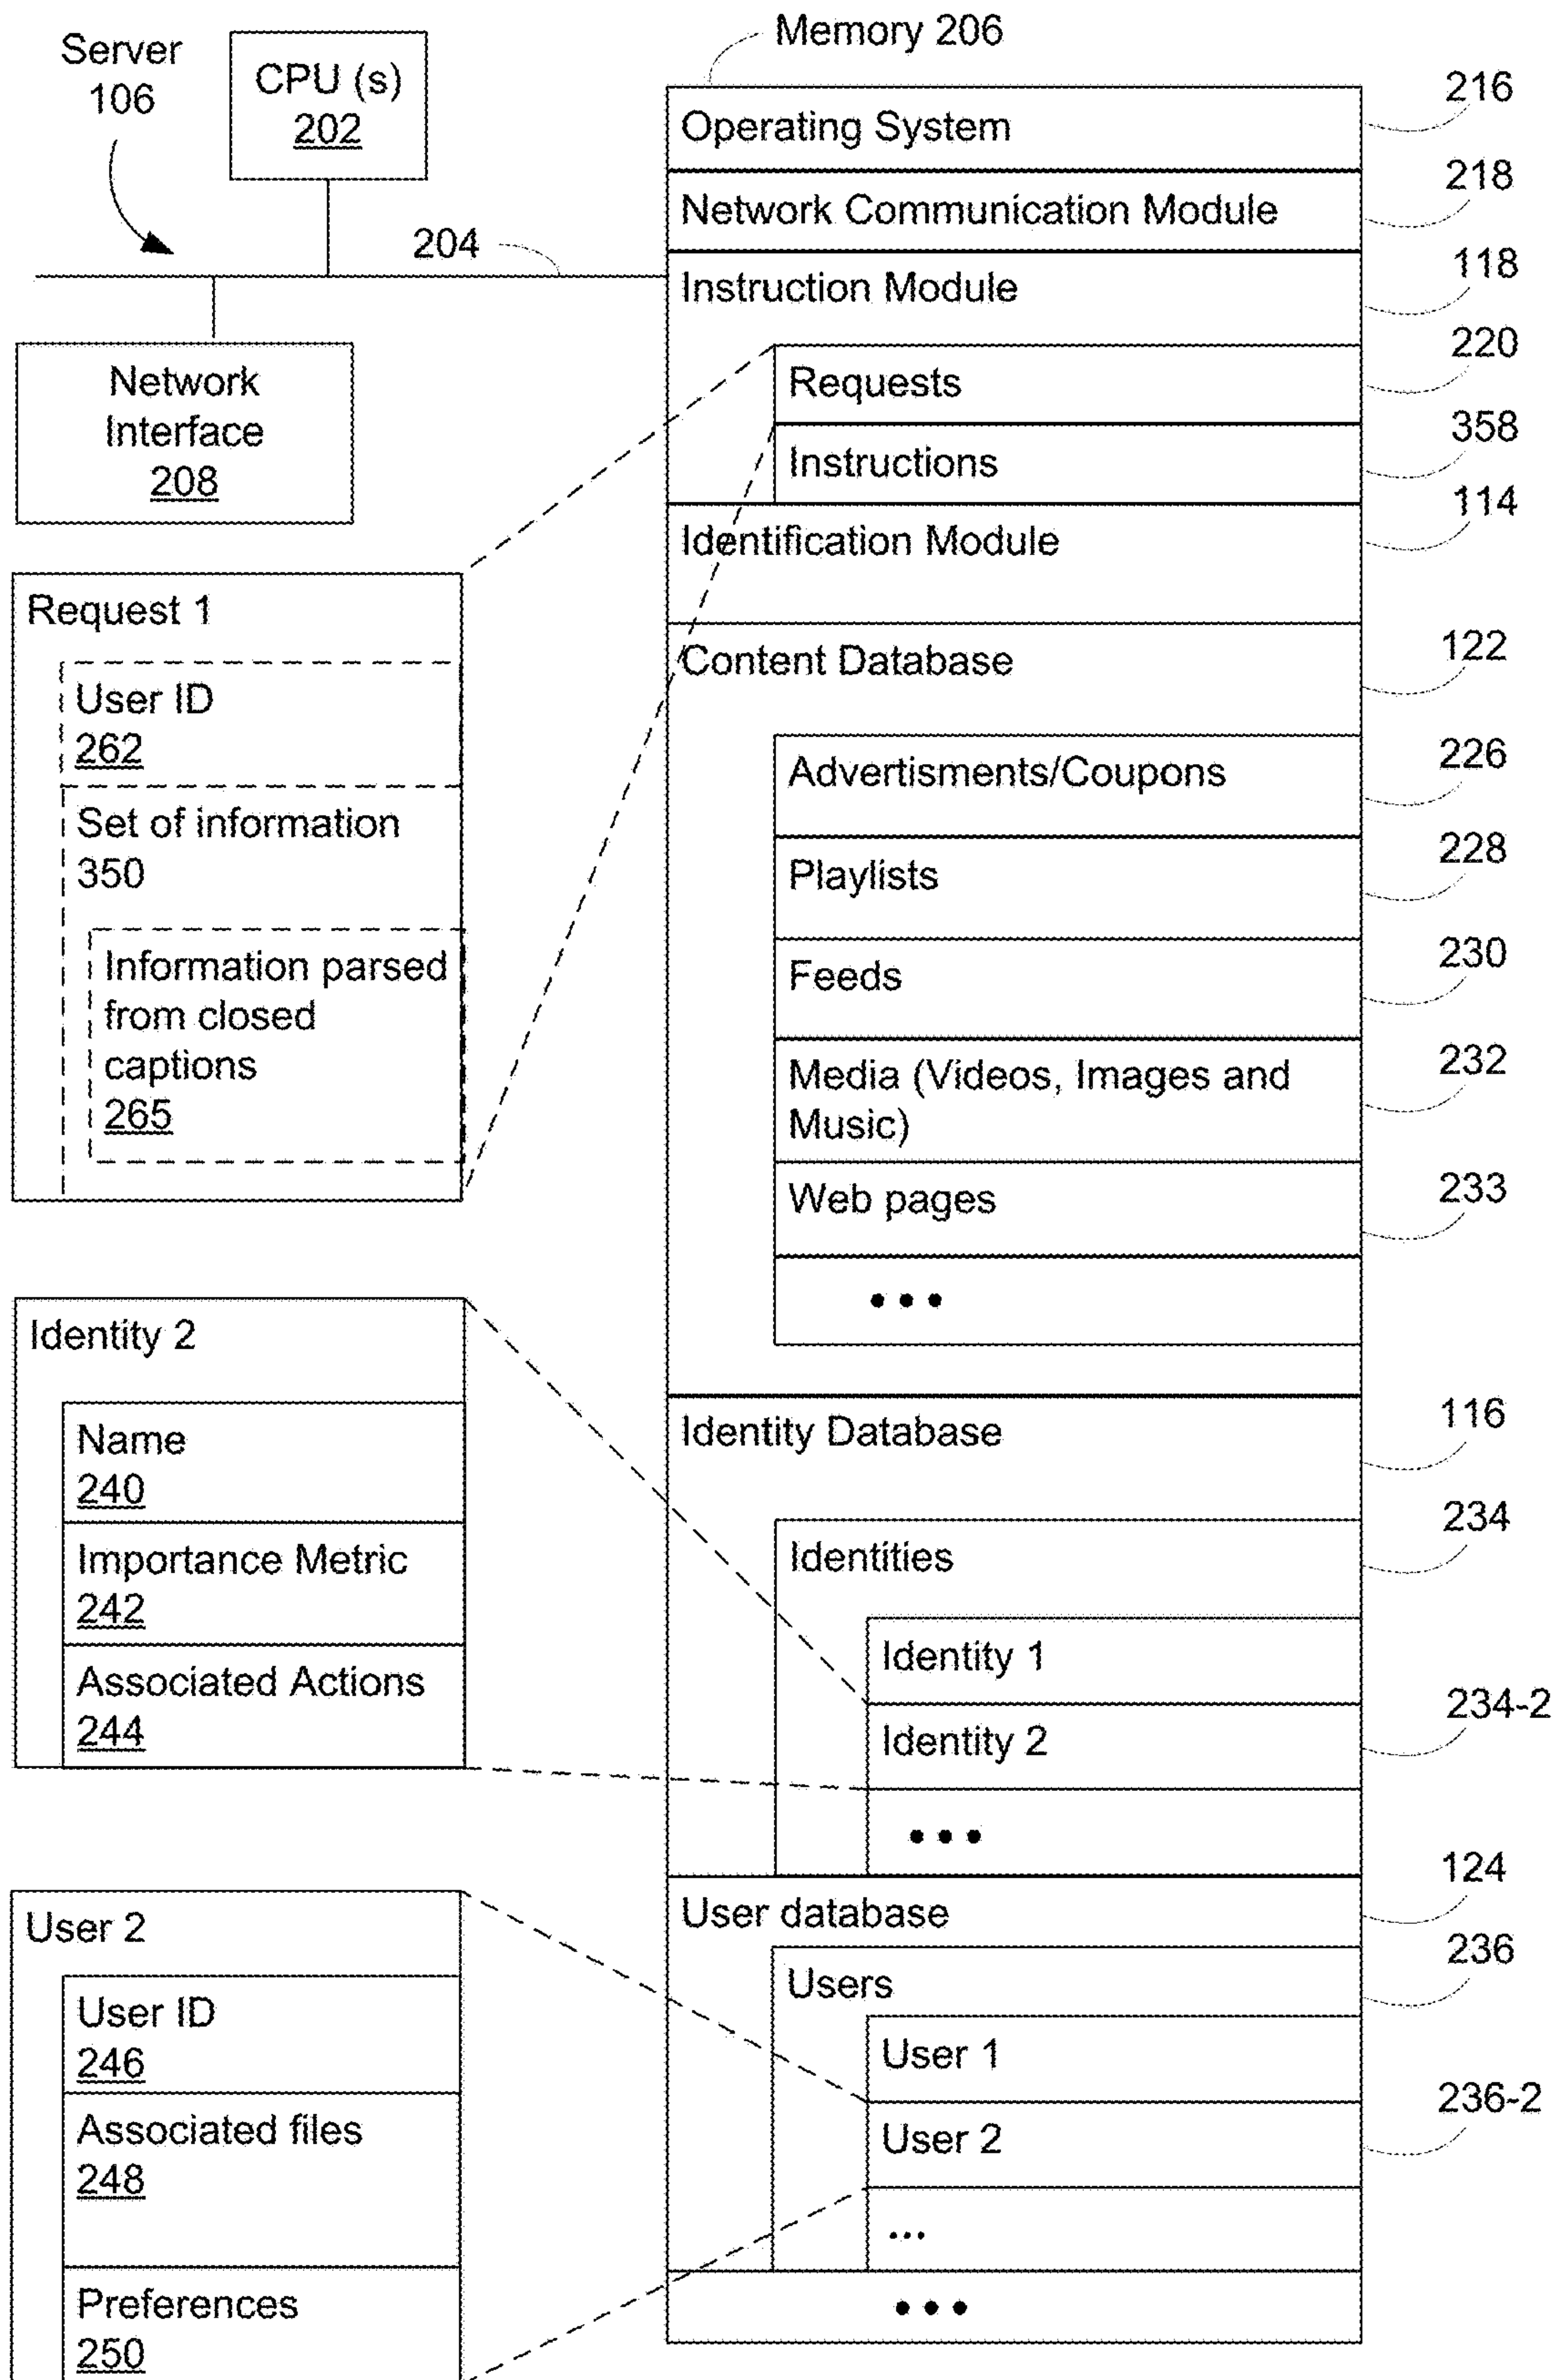 Server
106
CPU (s)
202
204
Network
Interface
208
Memory 206
Operating System
216
Network Communication Module
218
Instruction Module
118
Requests
220
Instructions
358
Identification Module
114
Content Database
122
Advertisments/Coupons
226
Playlists
228
Feeds
230
Media (Videos, Images and
Music)
232
Web pages
233
•••
Identity Database
116
Identities
234
Identity 1
Identity 2
234-2
•••
User database
124
Users
236
User 1
User 2
236-2
...
•••
Request 1
User ID
262
Set of information
350
Information parsed
from closed
captions
265
Identity 2
Name
240
Importance Metric
242
Associated Actions
244
User 2
User ID
246
Associated files
248
Preferences
250